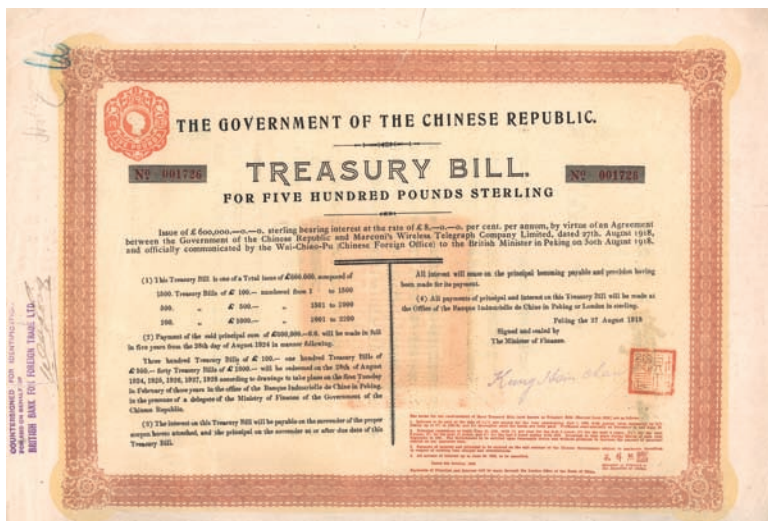 THE GOVERNMENT OF THE CHINESE REPUBLIC.
TREASURY BILL.
Nº 001726
Nº 001726
FOR FIVE HUNDRED POUNDS STERLING
Issue of £ 600,000.—o.—o. sterling bearing interest at the rate of £ 8.—o.—o. per cent. per annum, by virtue of an Agreement
between the Government of the Chinese Republic and Marconi's Wireless Telegraph Company Limited, dated 27th. August 1918,
and officially communicated by the Wai-Chiao-Pu (Chinese Foreign Office) to the British Minister in Peking on 30th August 1918.
(1) This Treasury Bill is one of a Total issue of £600.000, composed of
1500. Treasury Bills of £ 100.— numbered from 1 to 1500
500. „ £ 500.— „ 1501 to 2000
200. „ £ 1000.— „ 2001 to 2200
(2) Payment of the said principal sum of £600,000.—0.0. will be made in full
in five years from the 28th day of August 1924 in manner following.
Three hundred Treasury Bills of £ 100.— one hundred Treasury Bills of
£ 500.— forty Treasury Bills of £ 1000.— will be redeemed on the 28th of August
1924, 1925, 1926, 1927, 1928 according to drawings to take place on the first Tuesday
in February of those years in the office of the Banque Industrielle de Chine in Peking,
in the presence of a delegate of the Ministry of Finance of the Government of the
Chinese Republic.
(3) The interest on this Treasury Bill will be payable on the surrender of the proper
coupon hereto attached, and the principal on the surrender at or after due date of this
Treasury Bill.
All interest will cease on the principal becoming payable and provision having
been made for its payment.
(4) All payments of principal and interest on this Treasury Bill will be made at
the Office of the Banque Industrielle de Chine in Peking or London in sterling.
Peking the 27 August 1918
Signed and sealed by
The Minister of Finance.
COUNTERSIGNED FOR IDENTIFICATION
FOR AND ON BEHALF OF
BRITISH BANK FOR FOREIGN TRADE LTD.